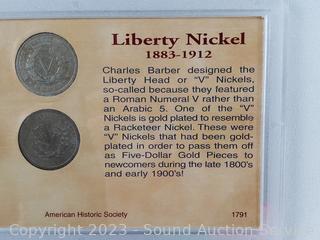 Liberty Nickel
1883-1912
Charles Barber designed the
Liberty Head or "V" Nickels,
so-called because they featured
a Roman Numeral V rather than
an Arabic 5. One of the "V"
Nickels is gold plated to resemble
a Racketeer Nickel. These were
"V" Nickels that had been gold-
plated in order to pass them off
as Five-Dollar Gold Pieces to
newcomers during the late 1800's
and early 1900's!
American Historic Society
1791
Copyright 2023 - Sound Auction Service